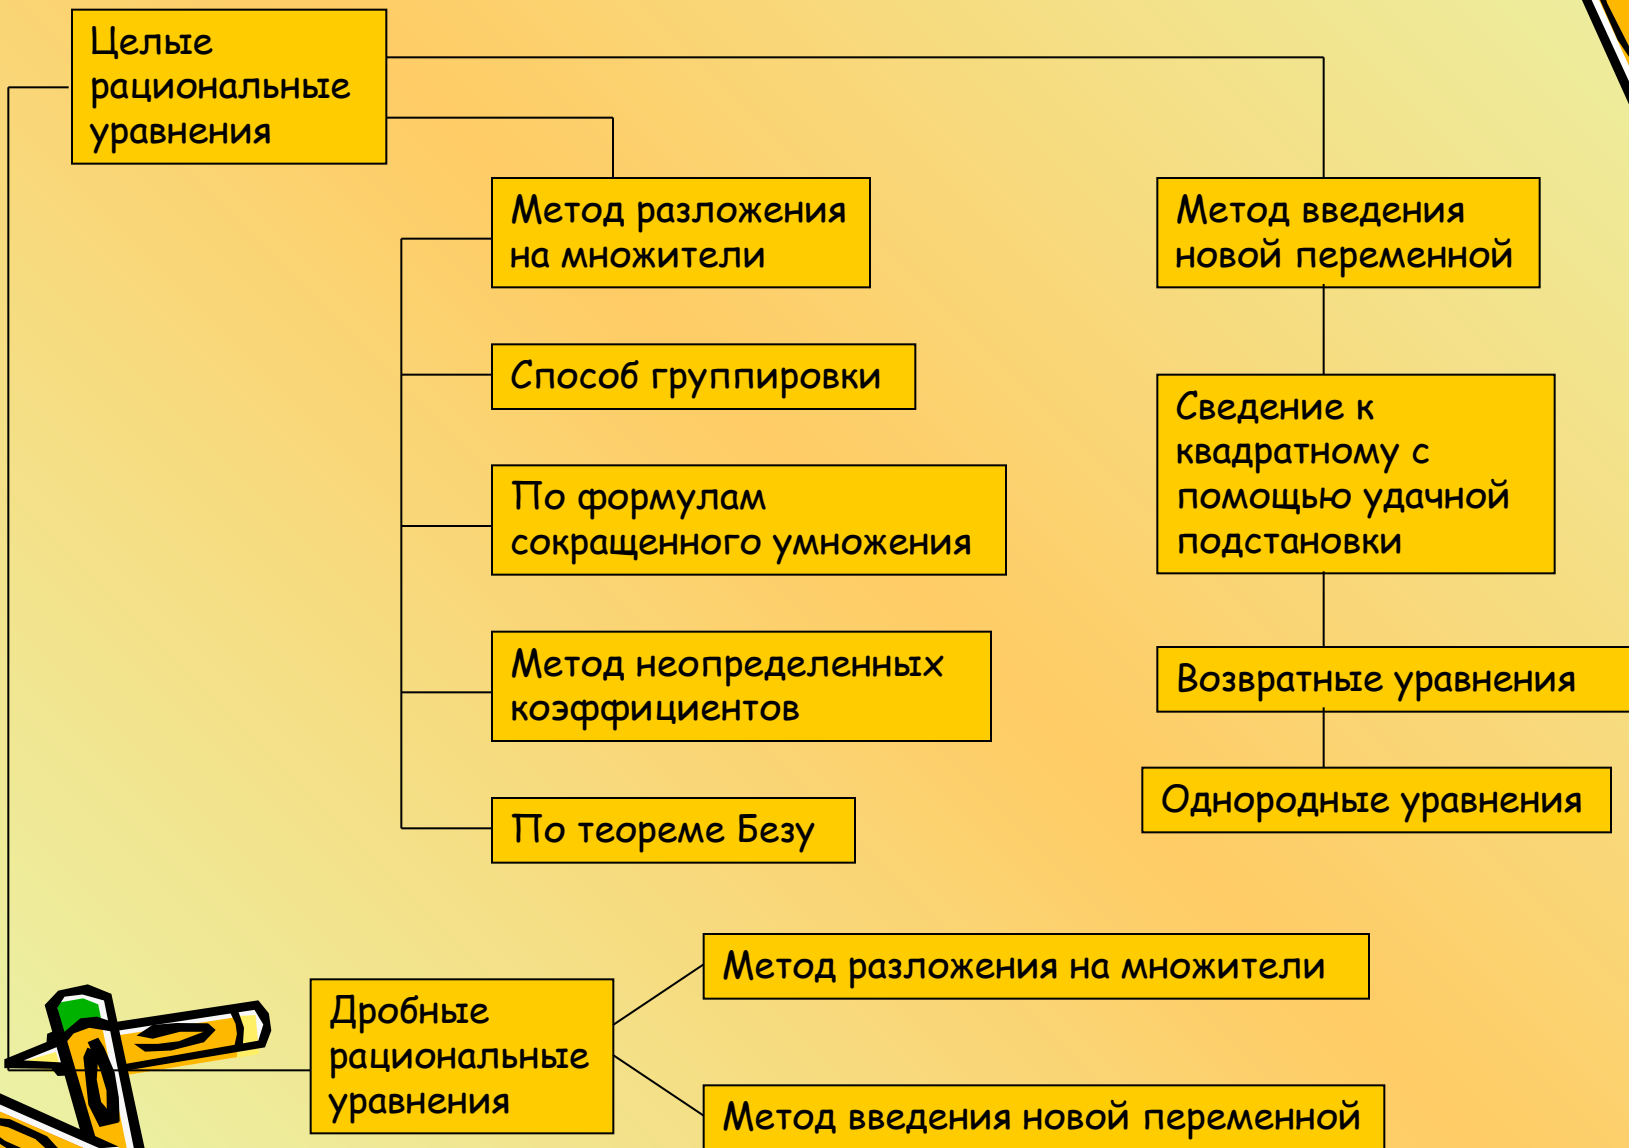 Целые
рациональные
уравнения
Метод разложения
на множители
Способ группировки
По формулам
сокращенного умножения
Метод неопределенных
коэффициентов
По теореме Безу
Метод введения
новой переменной
Сведение к
квадратному с
помощью удачной
подстановки
Возвратные уравнения
Однородные уравнения
Дробные
рациональные
уравнения
Метод разложения на множители
Метод введения новой переменной